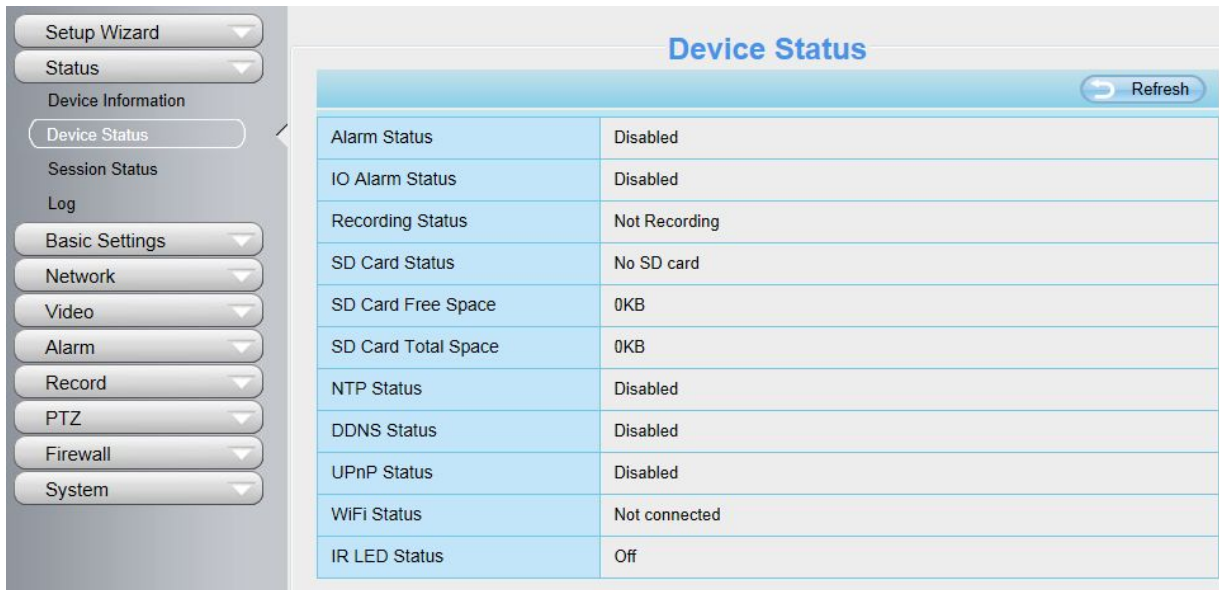 Setup Wizard
Status
Device Information
Device Status
Session Status
Log
Basic Settings
Network
Video
Alarm
Record
PTZ
Firewall
System
Device Status
Refresh
Alarm Status Disabled
IO Alarm Status Disabled
Recording Status Not Recording
SD Card Status No SD card
SD Card Free Space 0KB
SD Card Total Space 0KB
NTP Status Disabled
DDNS Status Disabled
UPnP Status Disabled
WiFi Status Not connected
IR LED Status Off